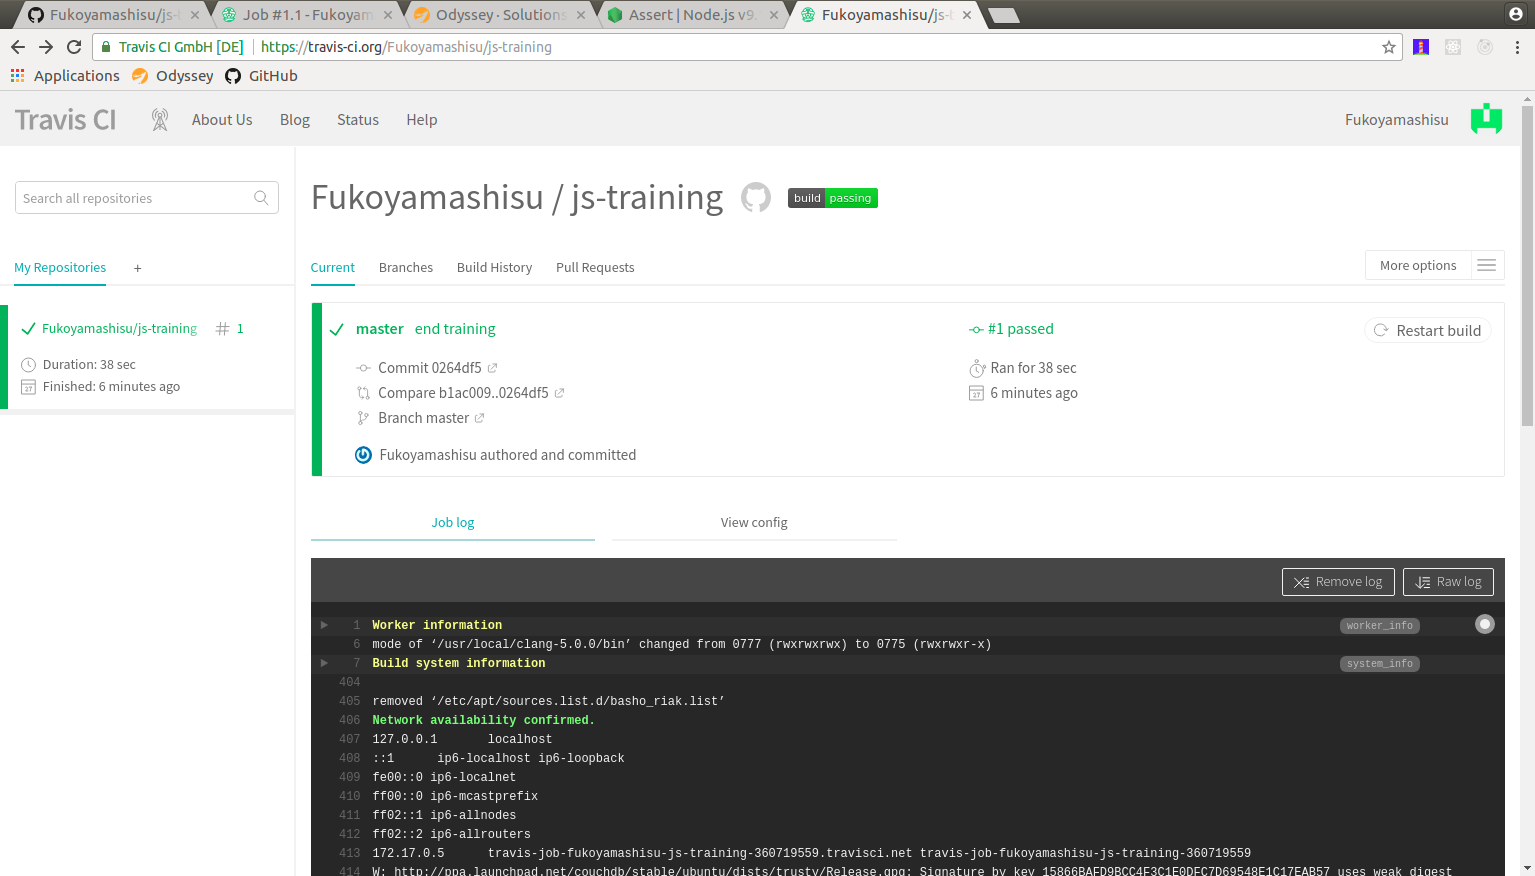 Fukoyamashisu/js-t
Job #1.1 - Fukoyam
Odyssey · Solutions
Assert | Node.js v9.
Fukoyamashisu/js-t
Travis CI GmbH [DE] https://travis-ci.org/Fukoyamashisu/js-training
Applications Odyssey GitHub
Travis CI About Us Blog Status Help Fukoyamashisu
Search all repositories
My Repositories +
Fukoyamashisu/js-training # 1
Duration: 38 sec
27 Finished: 6 minutes ago
Fukoyamashisu / js-training build passing
Current Branches Build History Pull Requests More options
master end training #1 passed Restart build
Commit 0264df5 Ran for 38 sec
Compare b1ac009..0264df5 27 6 minutes ago
Branch master
Fukoyamashisu authored and committed
Job log View config
Remove log Raw log
1 Worker information worker_info
6 mode of ‘/usr/local/clang-5.0.0/bin’ changed from 0777 (rwxrwxrwx) to 0775 (rwxrwxr-x)
7 Build system information system_info
404
405 removed ‘/etc/apt/sources.list.d/basho_riak.list’
406 Network availability confirmed.
407 127.0.0.1 localhost
408 ::1 ip6-localhost ip6-loopback
409 fe00::0 ip6-localnet
410 ff00::0 ip6-mcastprefix
411 ff02::1 ip6-allnodes
412 ff02::2 ip6-allrouters
413 172.17.0.5 travis-job-fukoyamashisu-js-training-360719559.travisci.net travis-job-fukoyamashisu-js-training-360719559
414 W: http://ppa.launchpad.net/couchdb/stable/ubuntu/dists/trusty/Release.gpg: Signature by key 15866BAFD9BCC4F3C1E0DFC7D69548E1C17EAB57 uses weak digest